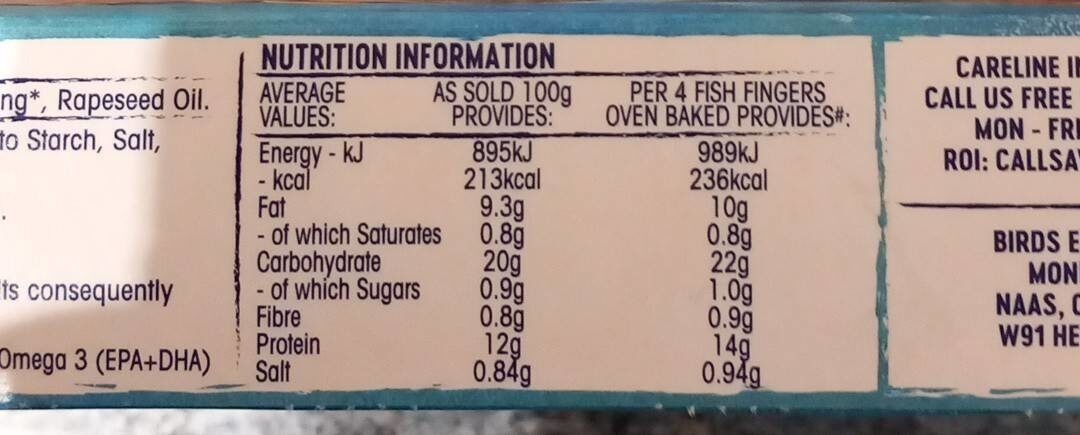 ng*, Rapeseed Oil.
to Starch, Salt,
.
ts consequently
Omega 3 (EPA+DHA)
NUTRITION INFORMATION
AVERAGE VALUES: AS SOLD 100g PROVIDES: PER 4 FISH FINGERS OVEN BAKED PROVIDES#:
Energy - kJ 895kJ 989kJ
- kcal 213kcal 236kcal
Fat 9.3g 10g
- of which Saturates 0.8g 0.8g
Carbohydrate 20g 22g
- of which Sugars 0.9g 1.0g
Fibre 0.8g 0.9g
Protein 12g 14g
Salt 0.84g 0.94g
CARELINE
CALL US FREE
MON - FRI
ROI: CALLSA
BIRDS E
MON
NAAS, C
W91 HE